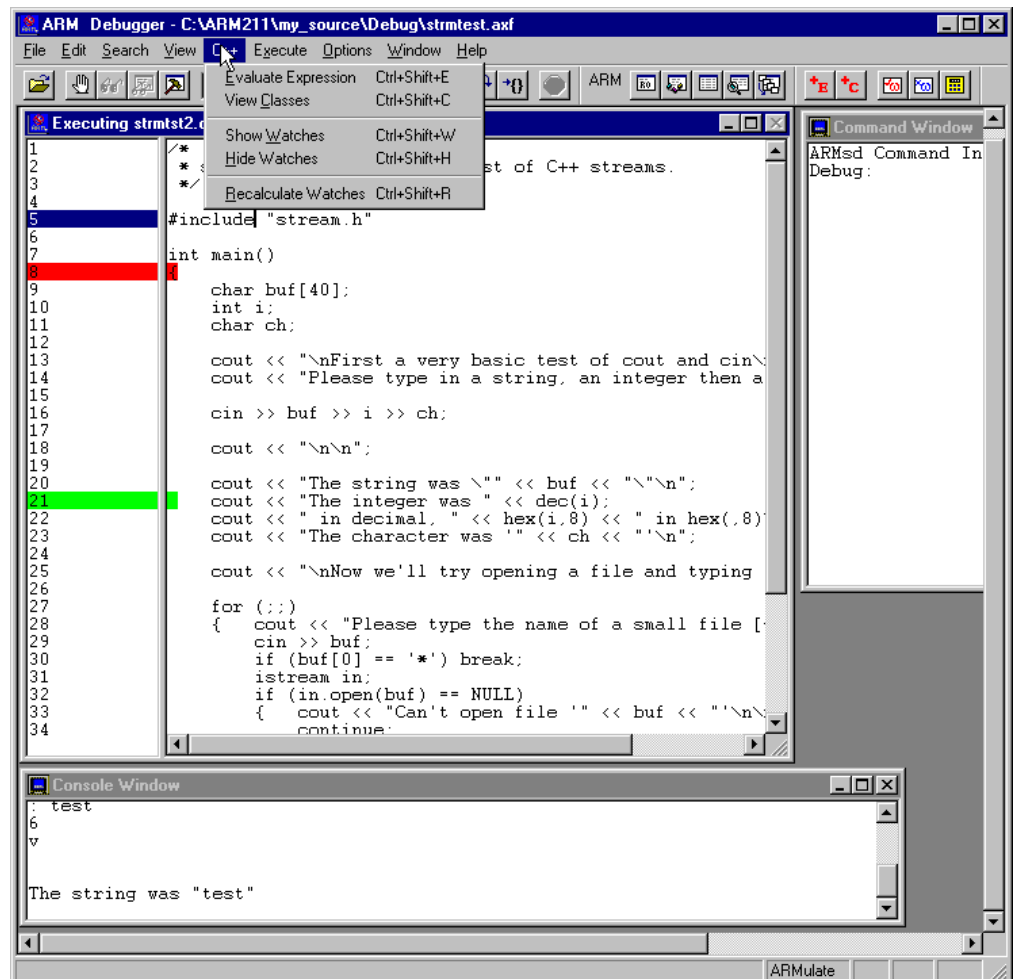 ARM Debugger - C:\ARM211\my_source\Debug\strmtest.axf
File Edit Search View C++ Execute Options Window Help
ARM
Evaluate Expression Ctrl+Shift+E
View Classes Ctrl+Shift+C
Show Watches Ctrl+Shift+W
Hide Watches Ctrl+Shift+H
Recalculate Watches Ctrl+Shift+R
Executing strmtst2.
1 /*
2 * st of C++ streams.
3 */
4
5 #include "stream.h"
6
7 int main()
8 {
9 char buf[40];
10 int i;
11 char ch;
12
13 cout << "\nFirst a very basic test of cout and cin\
14 cout << "Please type in a string, an integer then a
15
16 cin >> buf >> i >> ch;
17
18 cout << "\n\n";
19
20 cout << "The string was \"" << buf << "\"\n";
21 cout << "The integer was " << dec(i);
22 cout << " in decimal, " << hex(i,8) << " in hex(,8)
23 cout << "The character was '" << ch << "'\n";
24
25 cout << "\nNow we'll try opening a file and typing
26
27 for (;;)
28 { cout << "Please type the name of a small file [
29 cin >> buf;
30 if (buf[0] == '*') break;
31 istream in;
32 if (in.open(buf) == NULL)
33 { cout << "Can't open file '" << buf << "'\n\
34 continue;
Command Window
ARMsd Command In
Debug:
Console Window
: test
6
v
The string was "test"
ARMulate